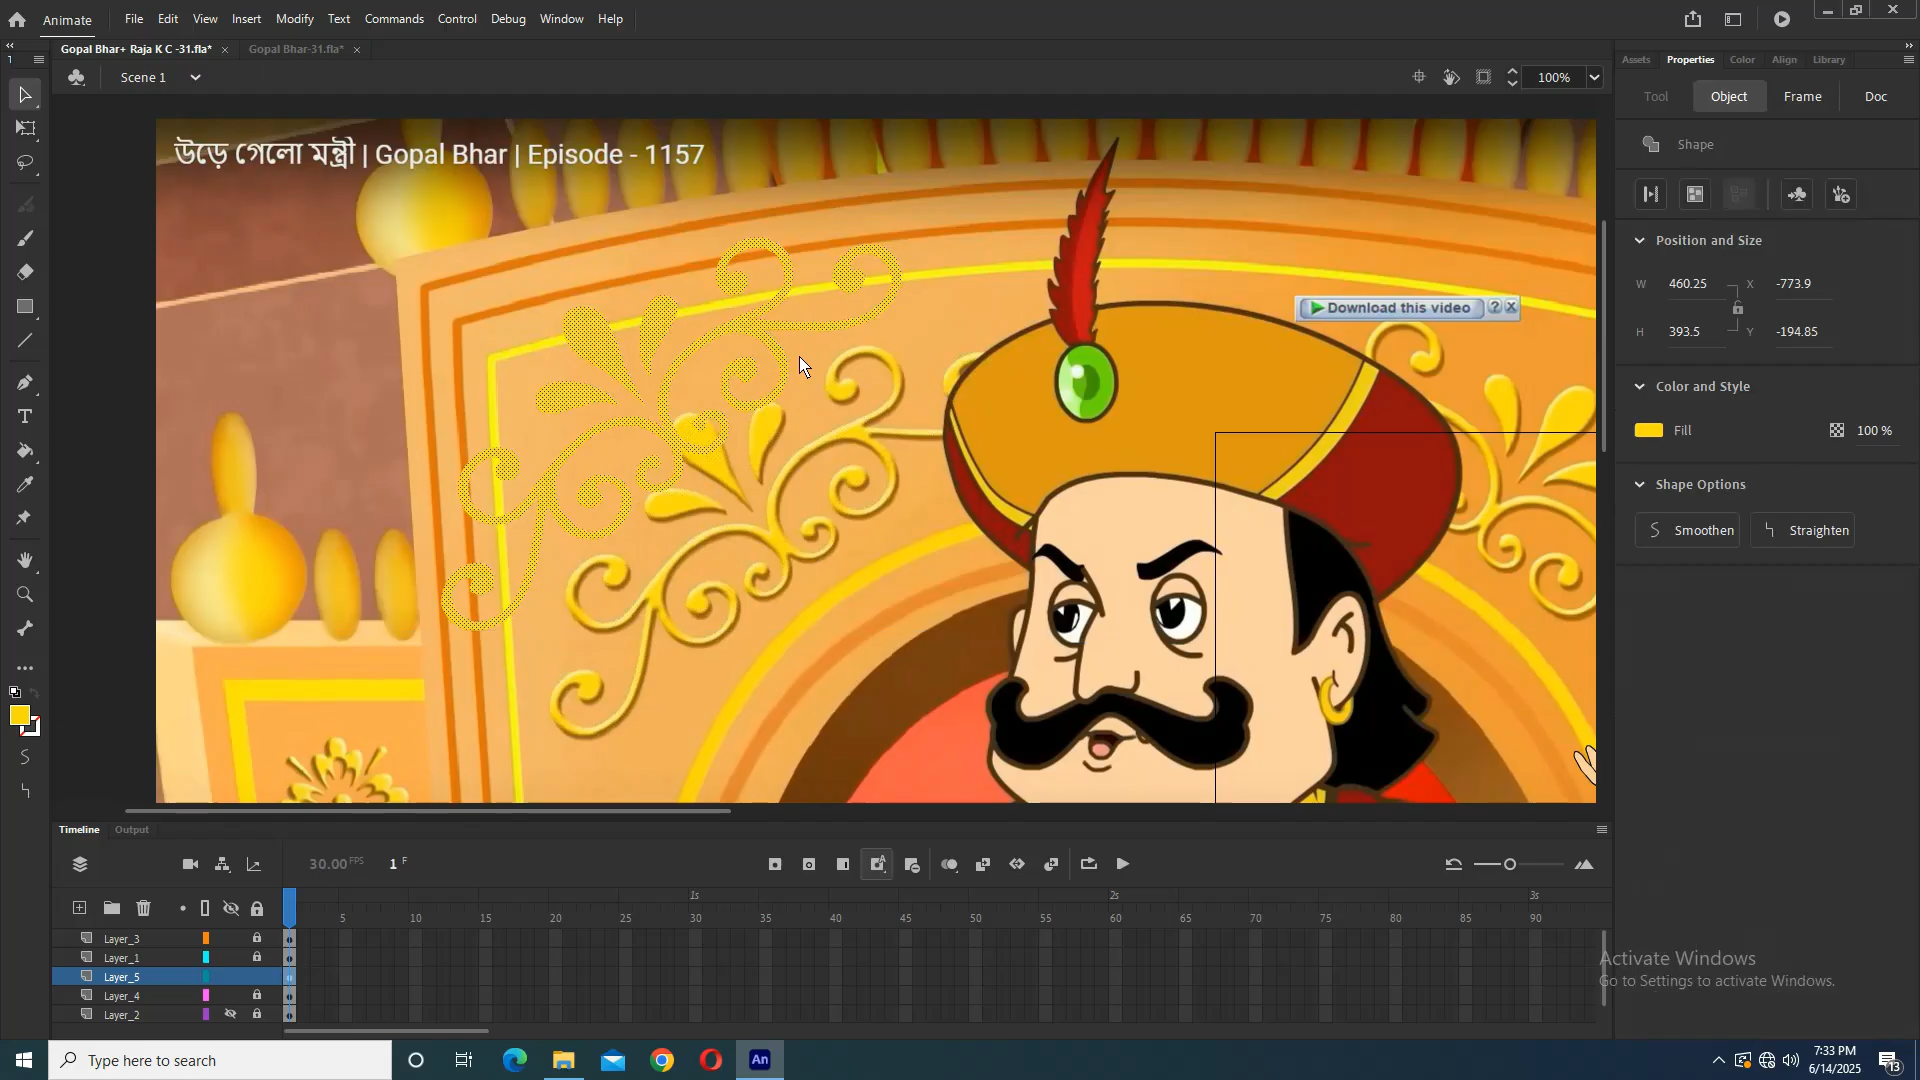 Animate File Edit View Insert Modify Text Commands Control Debug Window Help
Gopal Bhar+ Raja K C -31.fla* Gopal Bhar-31.fla*
Assets Properties Color Align Library
1 Scene 1 100%
Tool Object Frame Doc
উড়ে গেলো মন্ত্রী | Gopal Bhar | Episode - 1157
Shape
Position and Size
W 460.25 X -773.9
Download this video ? X
H 393.5 Y -194.85
Color and Style
Fill 100 %
Shape Options
Smoothen Straighten
Timeline Output
30.00 FPS 1 F
1s 2s 3s
5 10 15 20 25 30 35 40 45 50 55 60 65 70 75 80 85 90
Layer_3
Layer_1
Layer_5
Layer_4
Layer_2
Activate Windows
Go to Settings to activate Windows.
Type here to search An
7:33 PM
6/14/2025
13